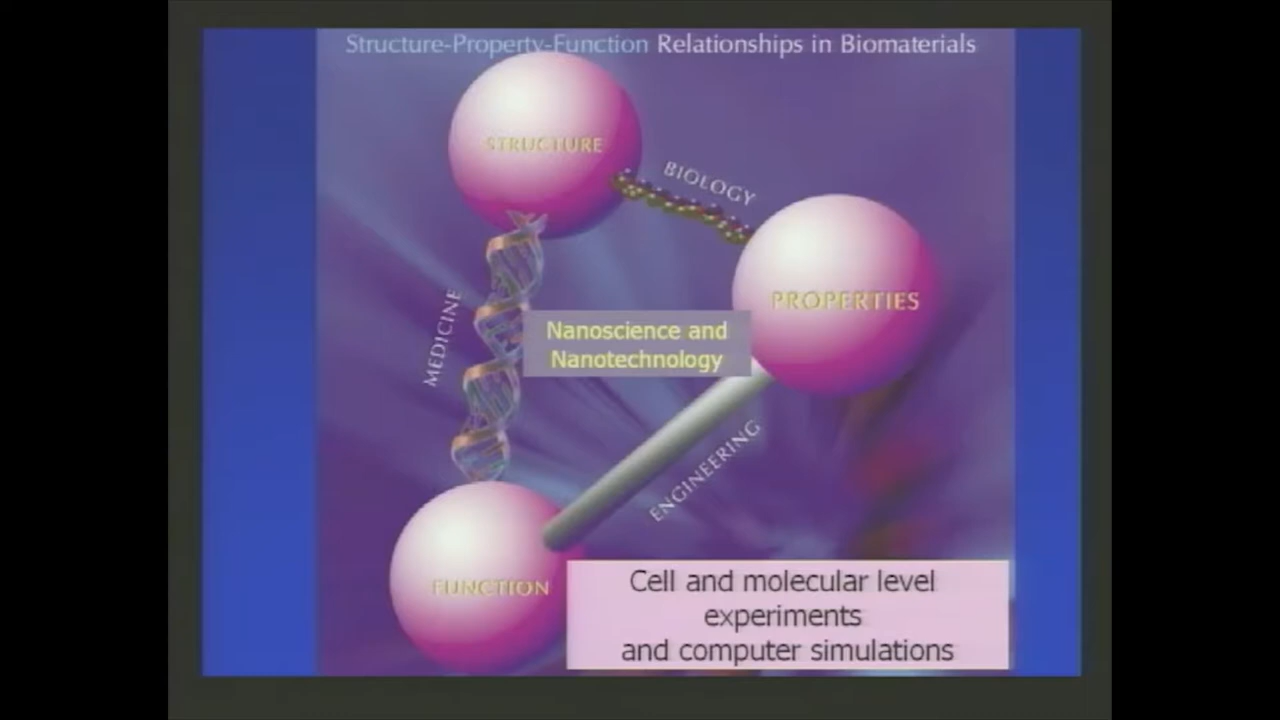 Structure-Property-Function Relationships in Biomaterials
STRUCTURE
BIOLOGY
PROPERTIES
MEDICINE
Nanoscience and
Nanotechnology
ENGINEERING
FUNCTION
Cell and molecular level
experiments
and computer simulations